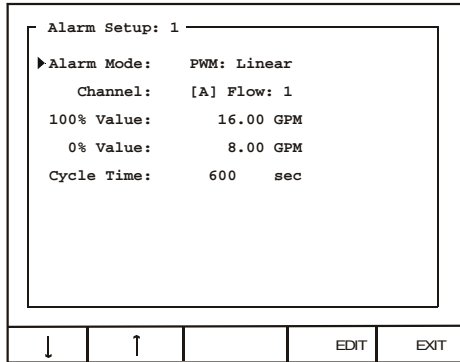 Alarm Setup: 1
Alarm Mode: PWM: Linear
Channel: [A] Flow: 1
100% Value: 16.00 GPM
0% Value: 8.00 GPM
Cycle Time: 600 sec
↓ ↑ EDIT EXIT